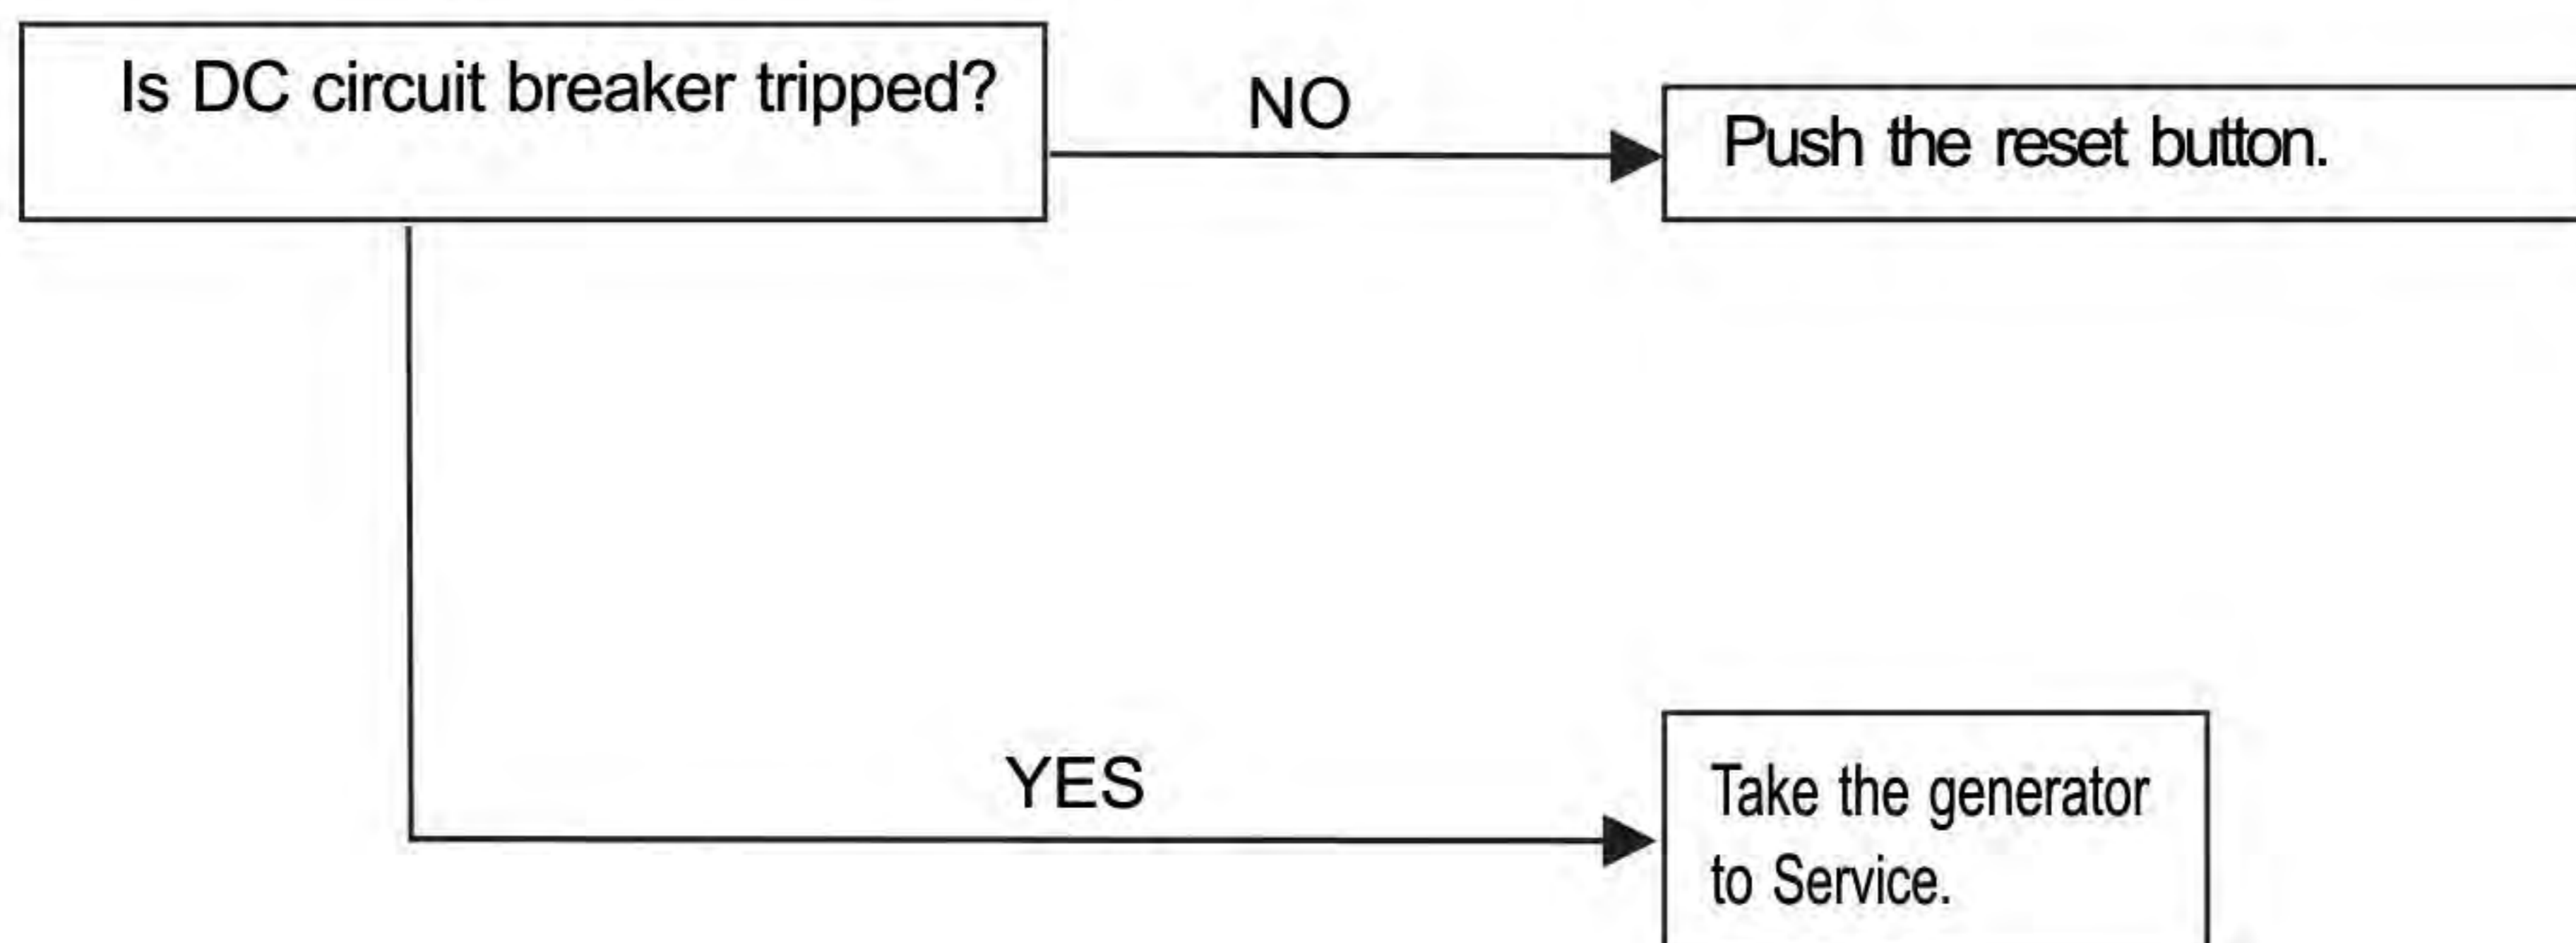 Is DC circuit breaker tripped?
NO
Push the reset button.
YES
Take the generator
to Service.